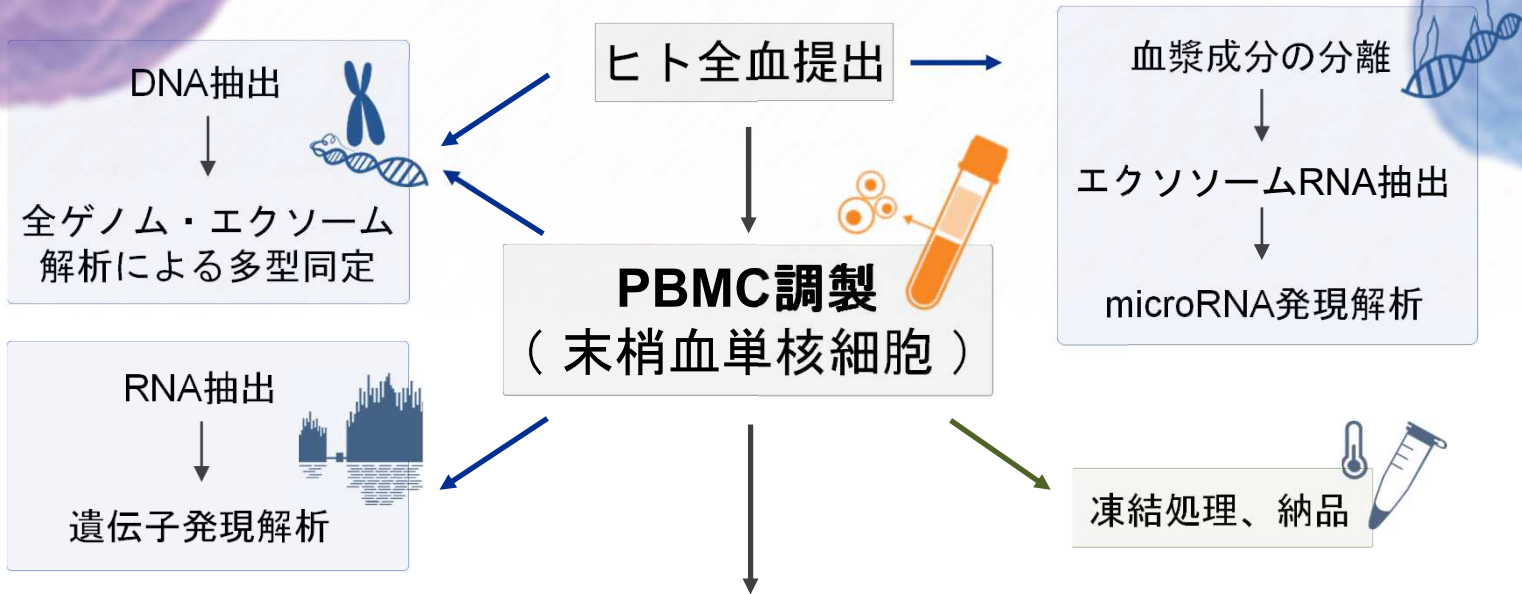 ヒト全血提出
DNA抽出
全ゲノム・エクソーム
解析による多型同定
血漿成分の分離
エクソソームRNA抽出
microRNA発現解析
PBMC調製
（ 末梢血単核細胞 ）
RNA抽出
遺伝子発現解析
凍結処理、納品